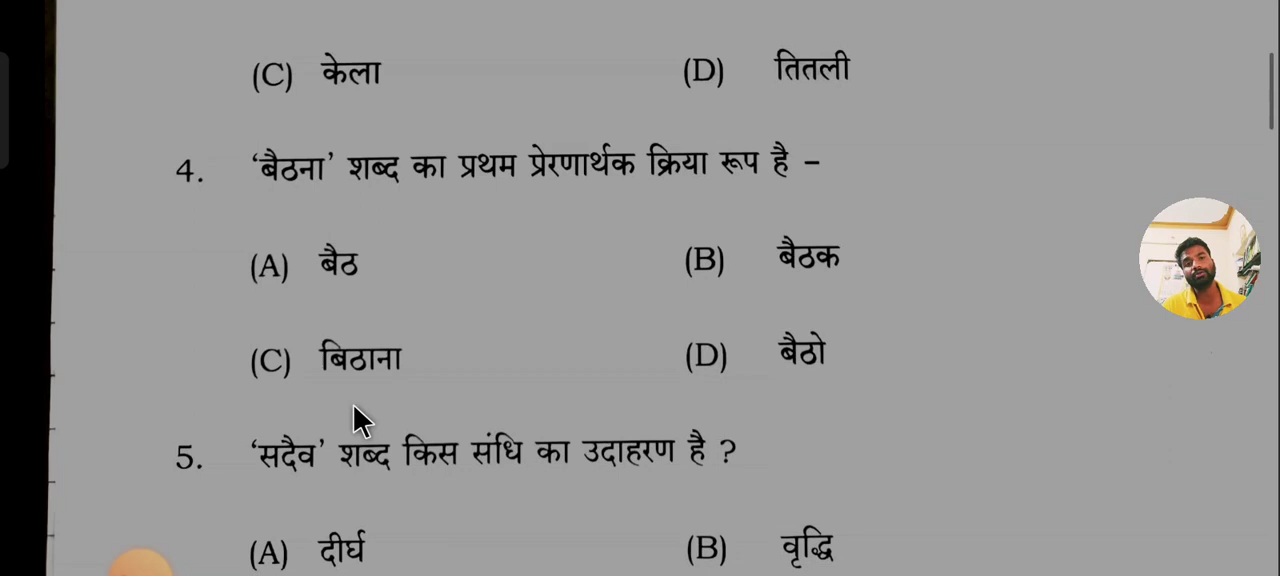 (C) केला (D) तितली
4. ‘बैठना’ शब्द का प्रथम प्रेरणार्थक क्रिया रूप है –
(A) बैठ (B) बैठक
(C) बिठाना (D) बैठो
5. ‘सदैव’ शब्द किस संधि का उदाहरण है ?
(A) दीर्घ (B) वृद्धि